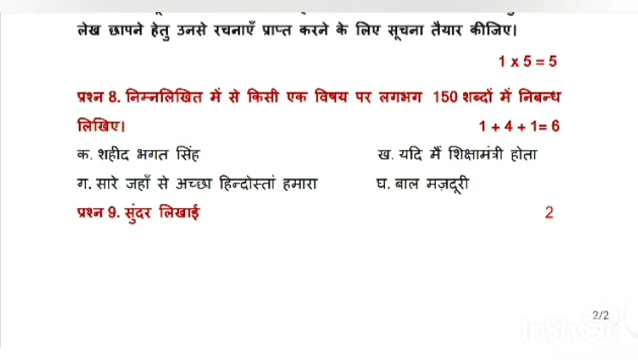 लेख छापने हेतु उनसे रचनाएँ प्राप्त करने के लिए सूचना तैयार कीजिए।
1 x 5 = 5
प्रश्न 8. निम्नलिखित में से किसी एक विषय पर लगभग 150 शब्दों में निबन्ध
लिखिए। 1 + 4 + 1= 6
क. शहीद भगत सिंह ख. यदि मैं शिक्षामंत्री होता
ग. सारे जहाँ से अच्छा हिन्दोस्तां हमारा घ. बाल मज़दूरी
प्रश्न 9. सुंदर लिखाई 2
2/2
InShOt